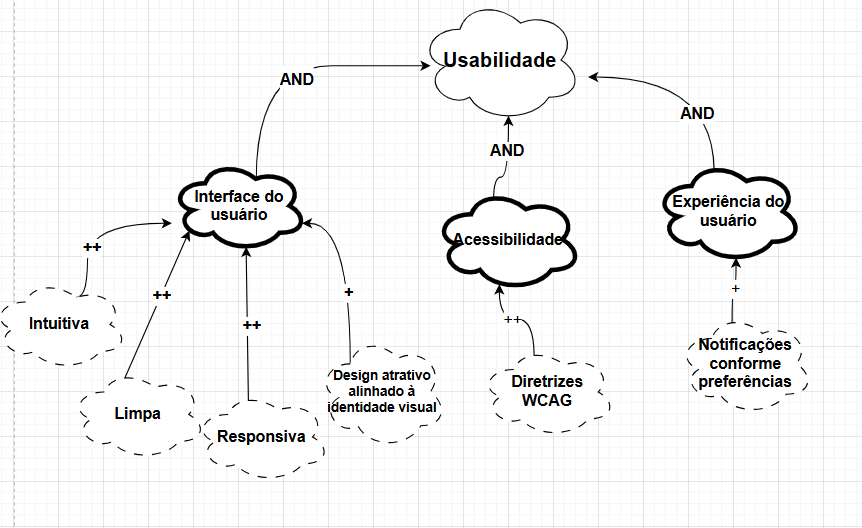 Usabilidade
AND
AND
AND
Interface do
usuário
Acessibilidade
Experiência do
usuário
++
++
++
+
++
+
Intuitiva
Limpa
Responsiva
Design atrativo
alinhado à
identidade visual
Diretrizes
WCAG
Notificações
conforme
preferências